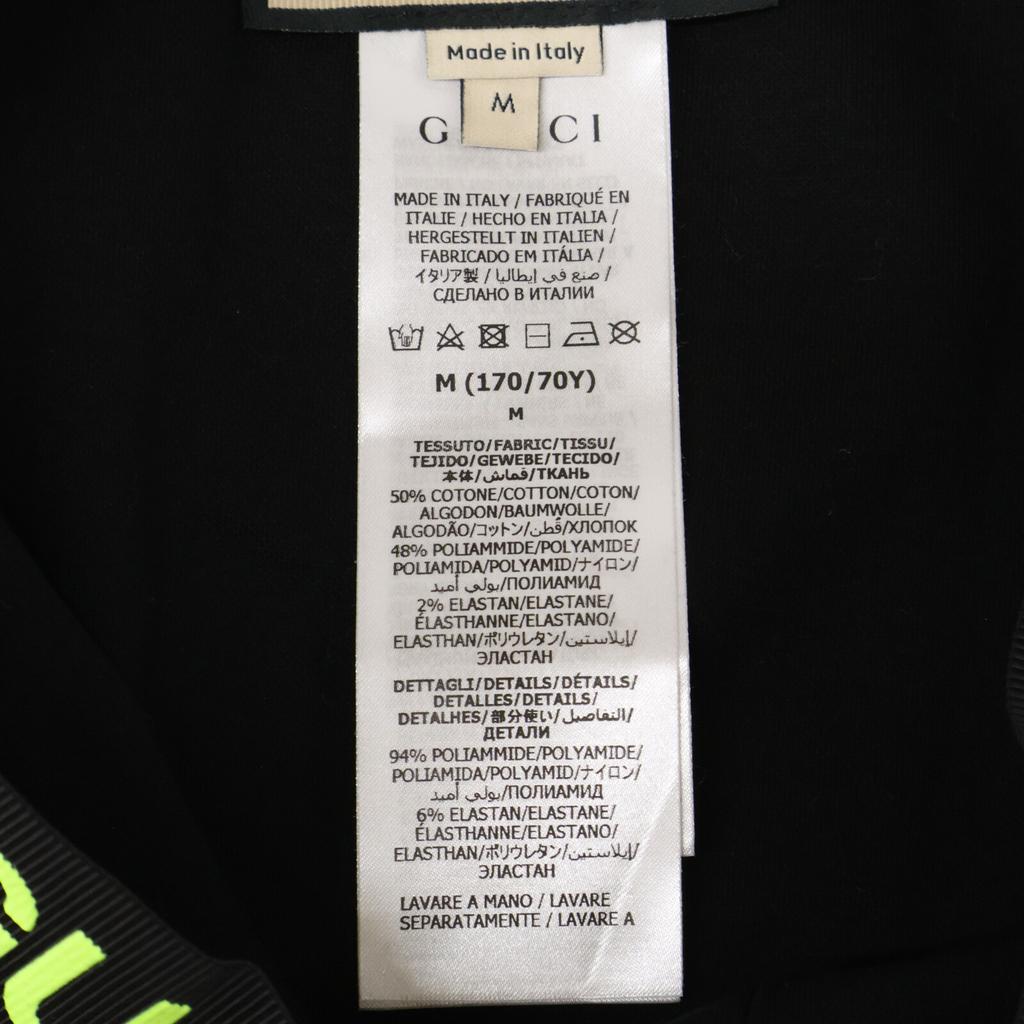 Made in Italy
M
G CI
MADE IN ITALY / FABRIQUÉ EN
ITALIE / HECHO EN ITALIA /
HERGESTELLT IN ITALIEN /
FABRICADO EM ITÁLIA /
イタリア製 / صنع في إيطاليا /
СДЕЛАНО В ИТАЛИИ
M (170/70Y)
M
TESSUTO/FABRIC/TISSU/
TEJIDO/GEWEBE/TECIDO/
本体/قماش/ТКАНЬ
50% COTONE/COTTON/COTON/
ALGODON/BAUMWOLLE/
ALGODÃO/コットン/قُطن/ХЛОПОК
48% POLIAMMIDE/POLYAMIDE/
POLIAMIDA/POLYAMID/ナイロン/
بولي أميد/ПОЛИАМИД
2% ELASTAN/ELASTANE/
ÉLASTHANNE/ELASTANO/
ELASTHAN/ポリウレタン/إيلاستين/
ЭЛАСТАН
DETTAGLI/DETAILS/DÉTAILS/
DETALLES/DETAILS/
DETALHES/部分使い/التفاصيل/
ДЕТАЛИ
94% POLIAMMIDE/POLYAMIDE/
POLIAMIDA/POLYAMID/ナイロン/
بولي أميد/ПОЛИАМИД
6% ELASTAN/ELASTANE/
ÉLASTHANNE/ELASTANO/
ELASTHAN/ポリウレタン/إيلاستين/
ЭЛАСТАН
LAVARE A MANO / LAVARE
SEPARATAMENTE / LAVARE A